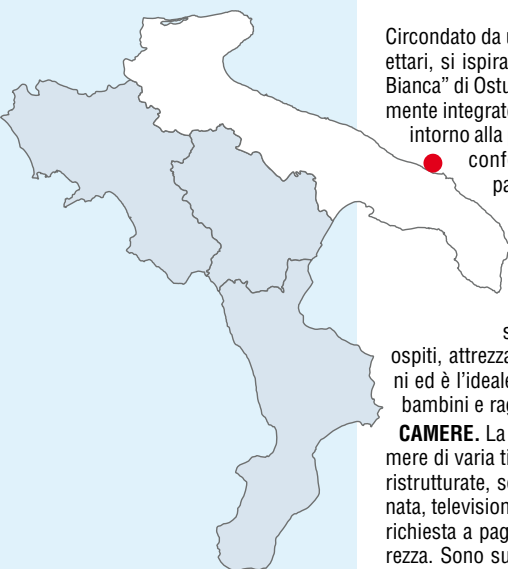 Circondato da
ettari, si ispira
Bianca” di Ostu
mente integrato
intorno alla
conf
pa
s
ospiti, attrezza
ni ed è l’ideale
bambini e rag
CAMERE. La
mere di varia ti
ristrutturate, s
nata, television
richiesta a pag
rezza. Sono su